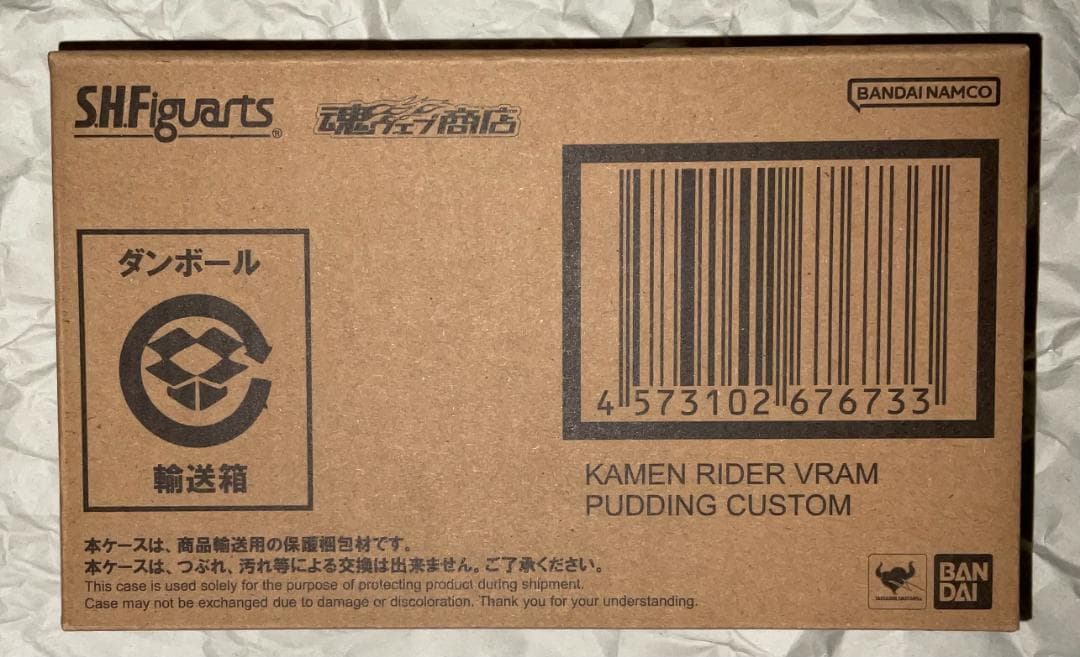 S.H.Figuarts®
魂ウェブ商店
BANDAI NAMCO
ダンボール
輸送箱
4 573102 676733
KAMEN RIDER VRAM
PUDDING CUSTOM
本ケースは、商品輸送用の保護梱包材です。
本ケースは、つぶれ、汚れ等による交換は出来ません。ご了承ください。
This case is used solely for the purpose of protecting product during shipment.
Case may not be exchanged due to damage or discoloration. Thank you for your understanding.
BAN
DAI